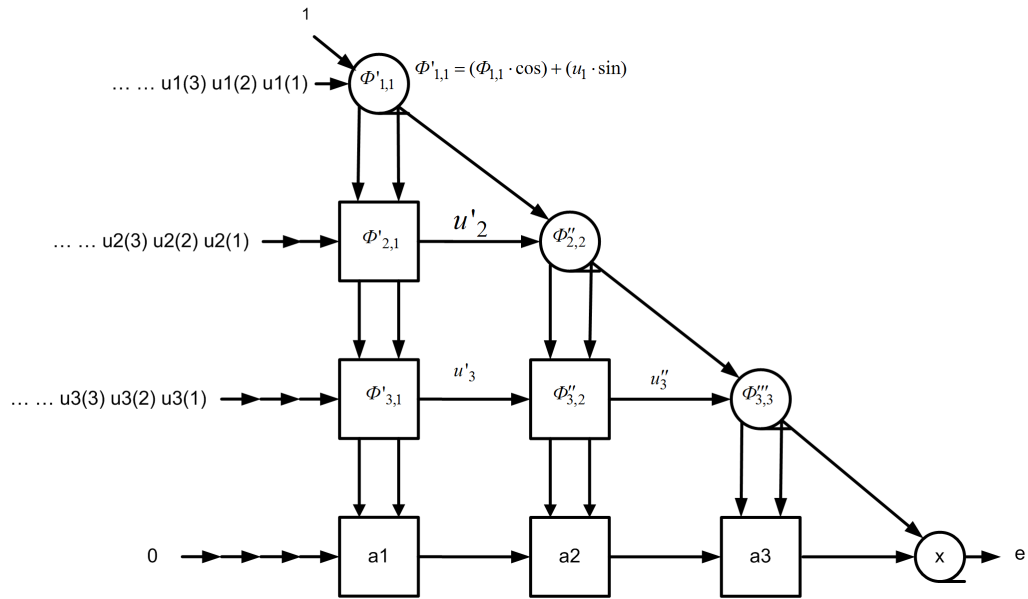 1
… … u1(3) u1(2) u1(1)
Φ'1,1
Φ'1,1 = (Φ1,1 · cos) + (u1 · sin)
… … u2(3) u2(2) u2(1)
Φ'2,1
u'2
Φ''2,2
… … u3(3) u3(2) u3(1)
Φ'3,1
u'3
Φ''3,2
u''3
Φ'''3,3
0
a1
a2
a3
x
e